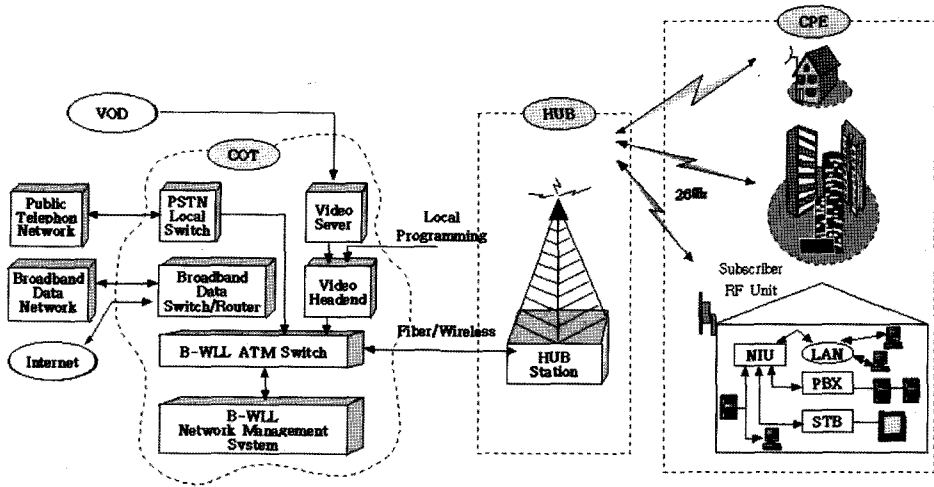 CPE
VOD
HUB
COT
Public
Telephon
Network
PSTN
Local
Switch
Video
Sever
Local
Programming
26㎓
Broadband
Data
Network
Broadband
Data
Switch/Router
Video
Headend
Subscriber
RF Unit
Internet
B-WLL ATM Switch
Fiber/Wireless
HUB
Station
NIU
LAN
PBX
STB
B-WLL
Network Management
System